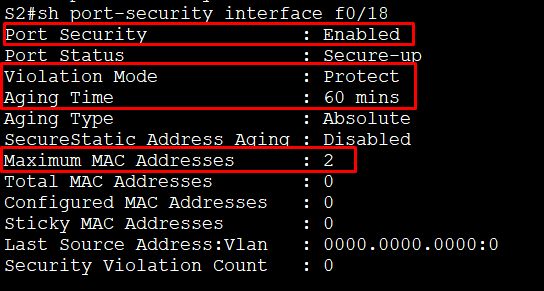 S2#sh port-security interface f0/18
Port Security : Enabled
Port Status : Secure-up
Violation Mode : Protect
Aging Time : 60 mins
Aging Type : Absolute
SecureStatic Address Aging : Disabled
Maximum MAC Addresses : 2
Total MAC Addresses : 0
Configured MAC Addresses : 0
Sticky MAC Addresses : 0
Last Source Address:Vlan : 0000.0000.0000:0
Security Violation Count : 0